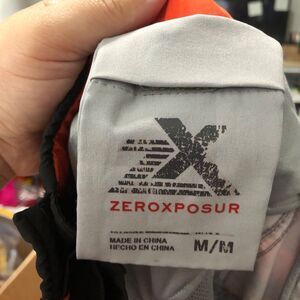 X
ZEROXPOSUR
MADE IN CHINA
HECHO EN CHINA
M/M